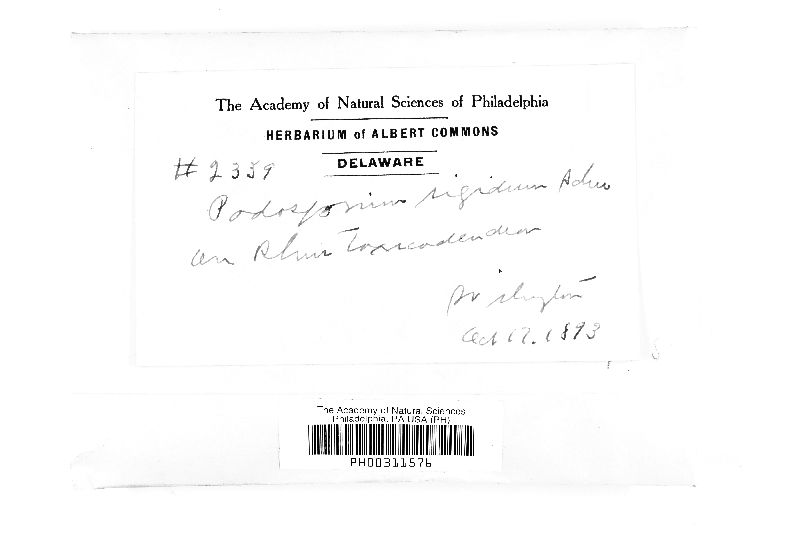 The Academy of Natural Sciences of Philadelphia
HERBARIUM of ALBERT COMMONS
DELAWARE
# 2359
Podosporium rigidum Schw
on Rhus Toxicodendron
Wilmington
Oct 17. 1893
The Academy of Natural Sciences
Philadelphia, PA USA (PH)
PH00311576